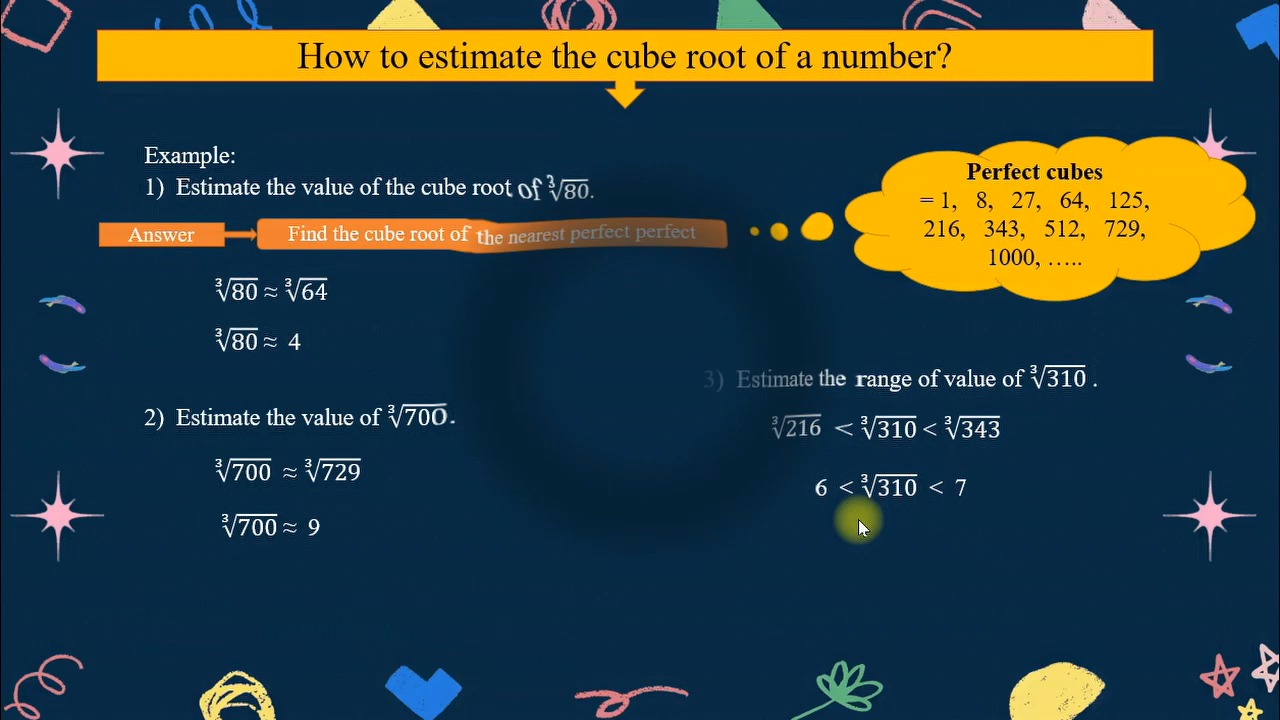 How to estimate the cube root of a number?
Example:
1) Estimate the value of the cube root of ∛80.
Answer
Find the cube root of the nearest perfect perfect
∛80 ≈ ∛64
∛80 ≈ 4
2) Estimate the value of ∛700.
∛700 ≈ ∛729
∛700 ≈ 9
Perfect cubes
= 1, 8, 27, 64, 125,
216, 343, 512, 729,
1000, …..
3) Estimate the range of value of ∛310 .
∛216 < ∛310 < ∛343
6 < ∛310 < 7